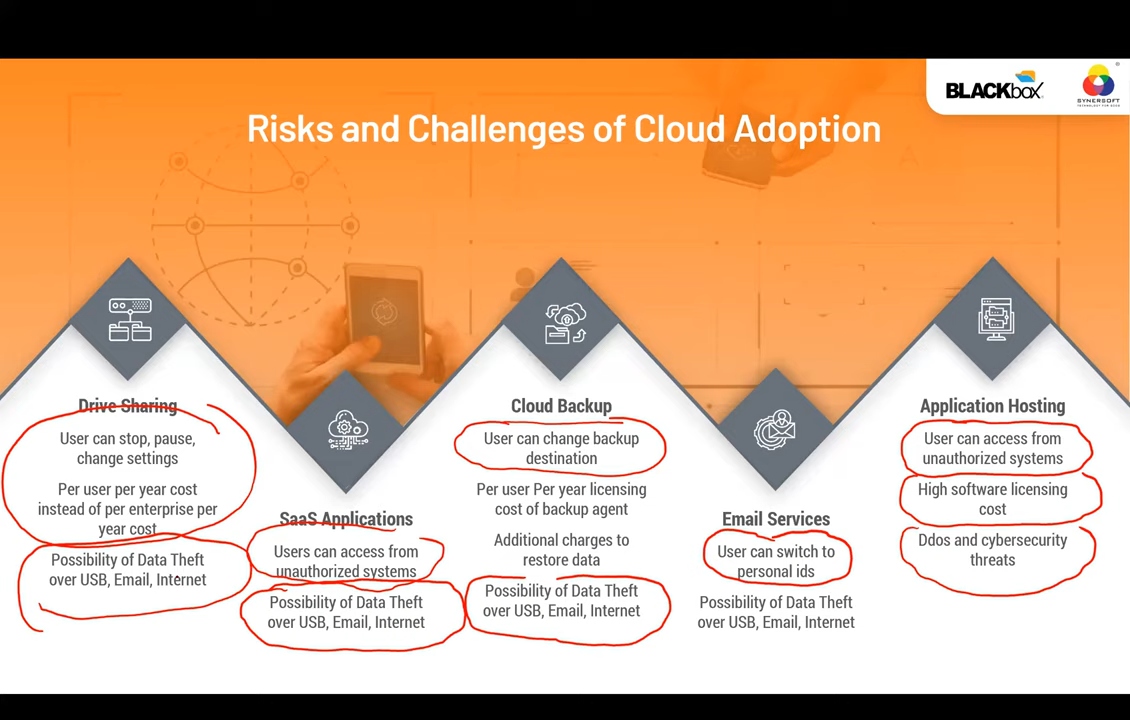 BLACKbox
SYNERSOFT
TECHNOLOGY FOR GOOD
Risks and Challenges of Cloud Adoption
Drive Sharing
User can stop, pause,
change settings
Per user per year cost
instead of per enterprise per
year cost
Possibility of Data Theft
over USB, Email, Internet
SaaS Applications
Users can access from
unauthorized systems
Possibility of Data Theft
over USB, Email, Internet
Cloud Backup
User can change backup
destination
Per user Per year licensing
cost of backup agent
Additional charges to
restore data
Possibility of Data Theft
over USB, Email, Internet
Email Services
User can switch to
personal ids
Possibility of Data Theft
over USB, Email, Internet
Application Hosting
User can access from
unauthorized systems
High software licensing
cost
Ddos and cybersecurity
threats